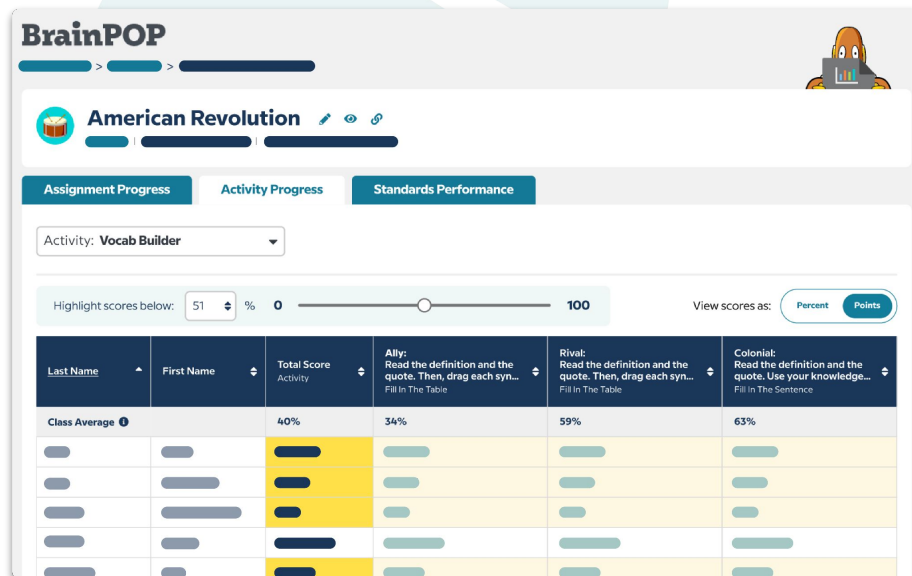 BrainPOP
> >
American Revolution
Assignment Progress
Activity Progress
Standards Performance
Activity: Vocab Builder
Highlight scores below: 51 % 0 100
View scores as: Percent Points
Last Name
First Name
Total Score
Activity
Ally:
Read the definition and the
quote. Then, drag each syn...
Fill In The Table
Rival:
Read the definition and the
quote. Then, drag each syn...
Fill In The Table
Colonial:
Read the definition and the
quote. Use your knowledge...
Fill In The Sentence
Class Average 40% 34% 59% 63%